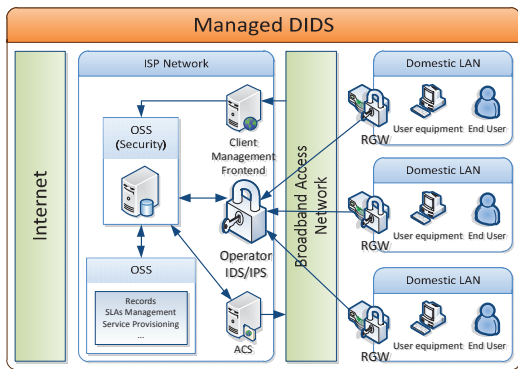 Managed DIDS
Internet
ISP Network
OSS
(Security)
Client
Management
Frontend
Operator
IDS/IPS
OSS
Records
SLAs Management
Service Provisioning
...
ACS
Broadband Access
Network
Domestic LAN
RGW
User equipment
End User
Domestic LAN
RGW
User equipment
End User
Domestic LAN
RGW
User equipment
End User